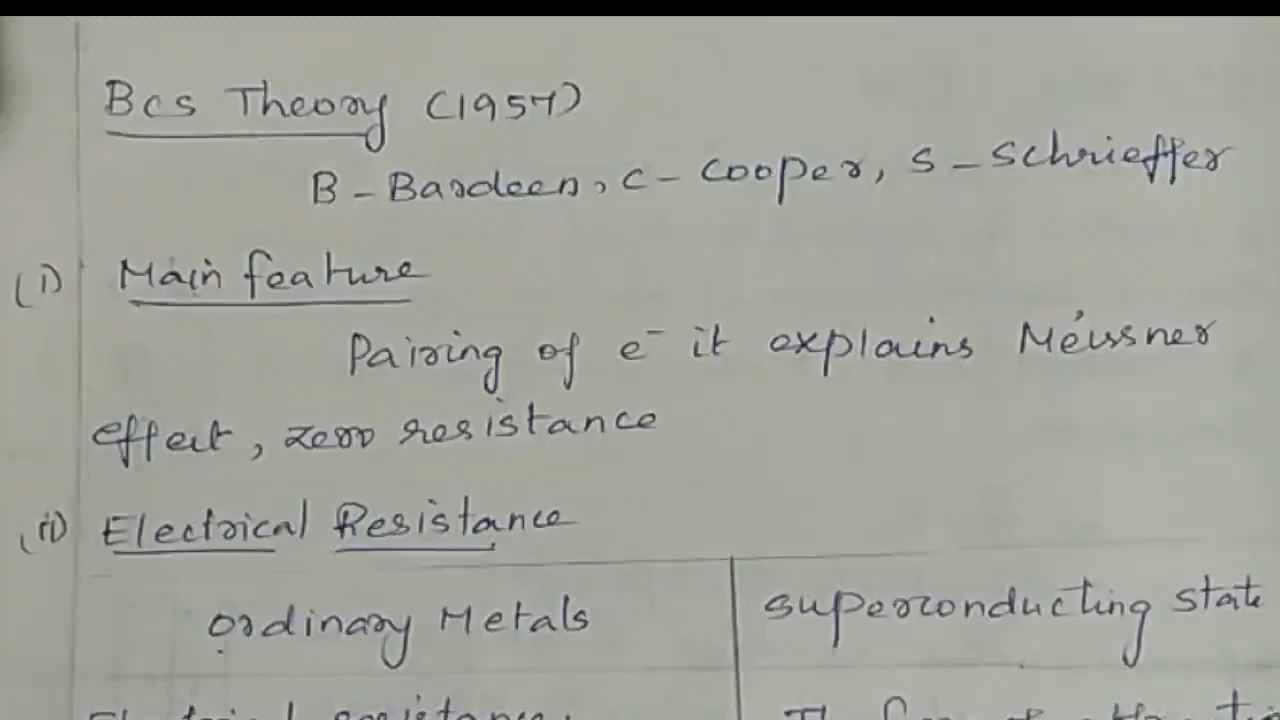 Bcs Theory (1957)
B - Bardeen, C - Cooper, S - Schrieffer
(i) Main feature
Pairing of e⁻ it explains Meissner
effect, zero resistance
(ii) Electrical Resistance
ordinary Metals
superconducting state